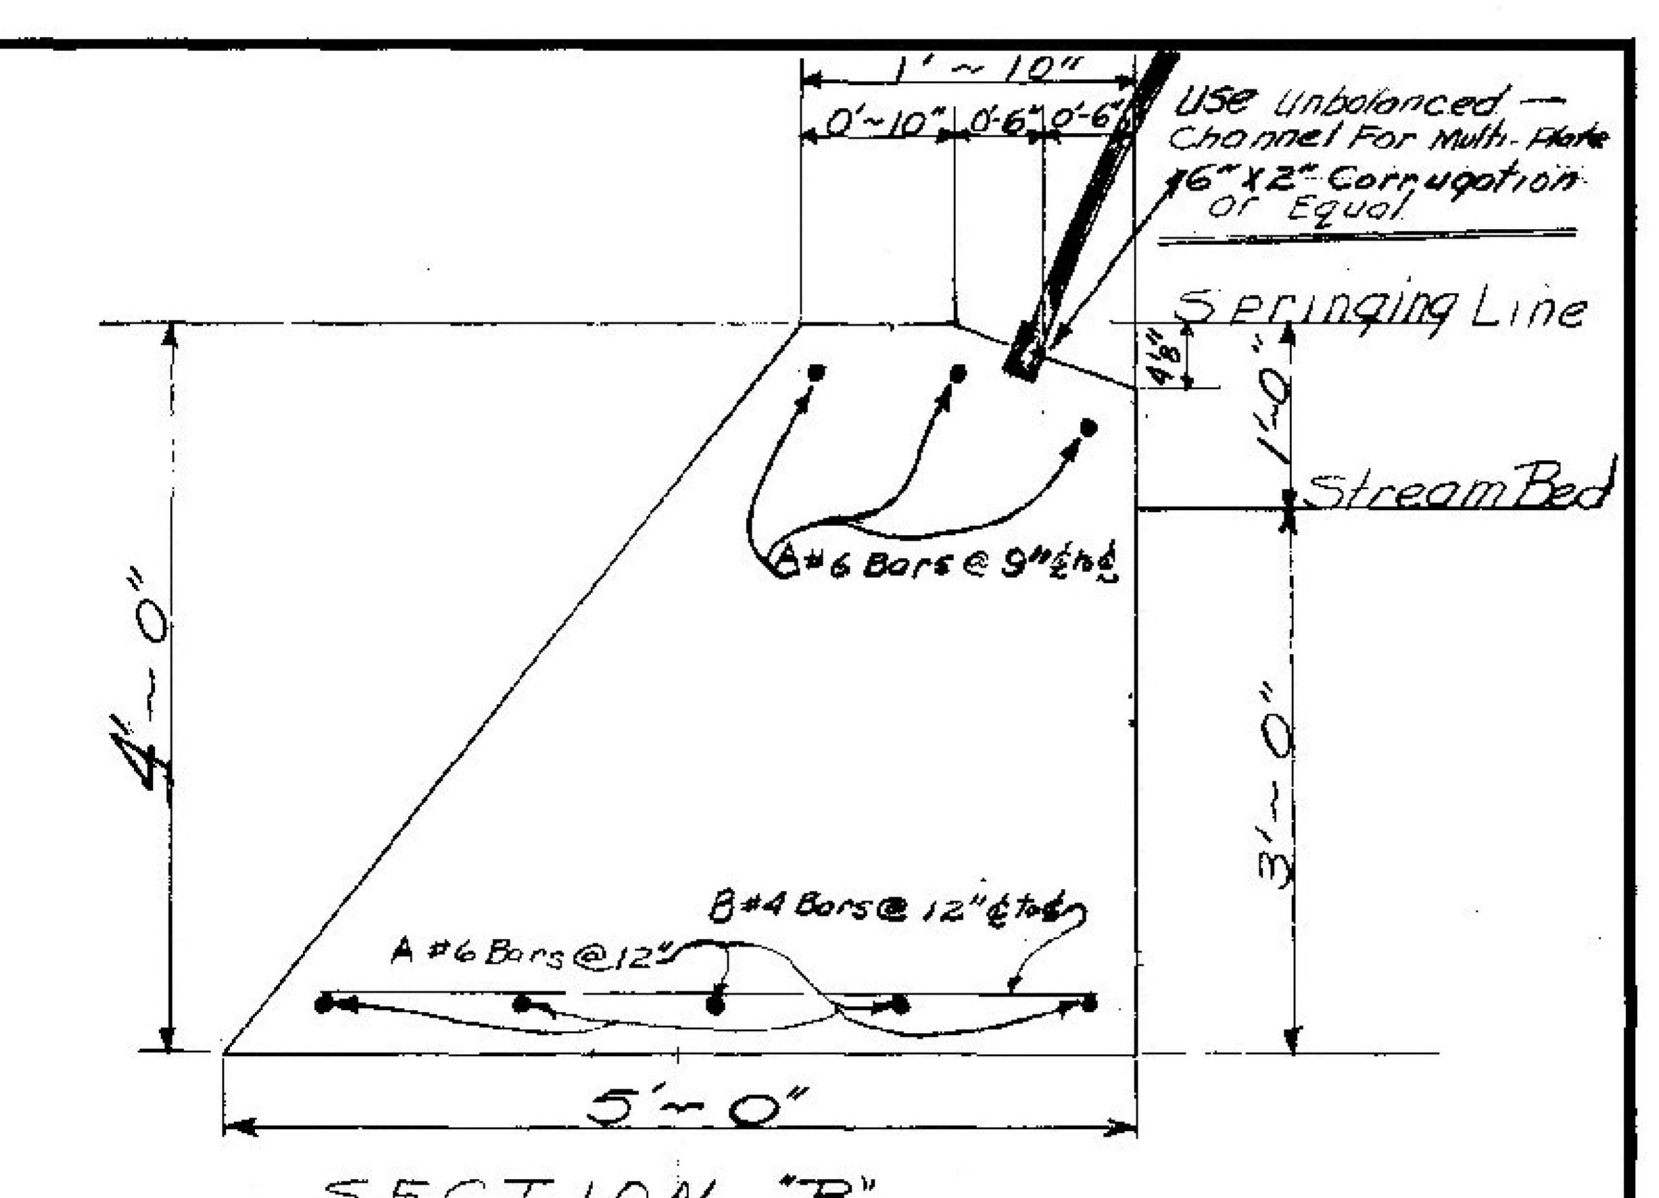 1'~10"
0'~10" 0'-6" 0'-6"
Use Unbalanced —
Channel For Multi-Plate
6" x 2" Corrugation
or Equal
Springing Line
4 1/8"
1'~0"
Stream Bed
A #6 Bars @ 9" ℄ to ℄
4'~0"
3'~0"
B #4 Bars @ 12" ℄ to ℄
A #6 Bars @ 12"
5'~0"
SECTION "B"